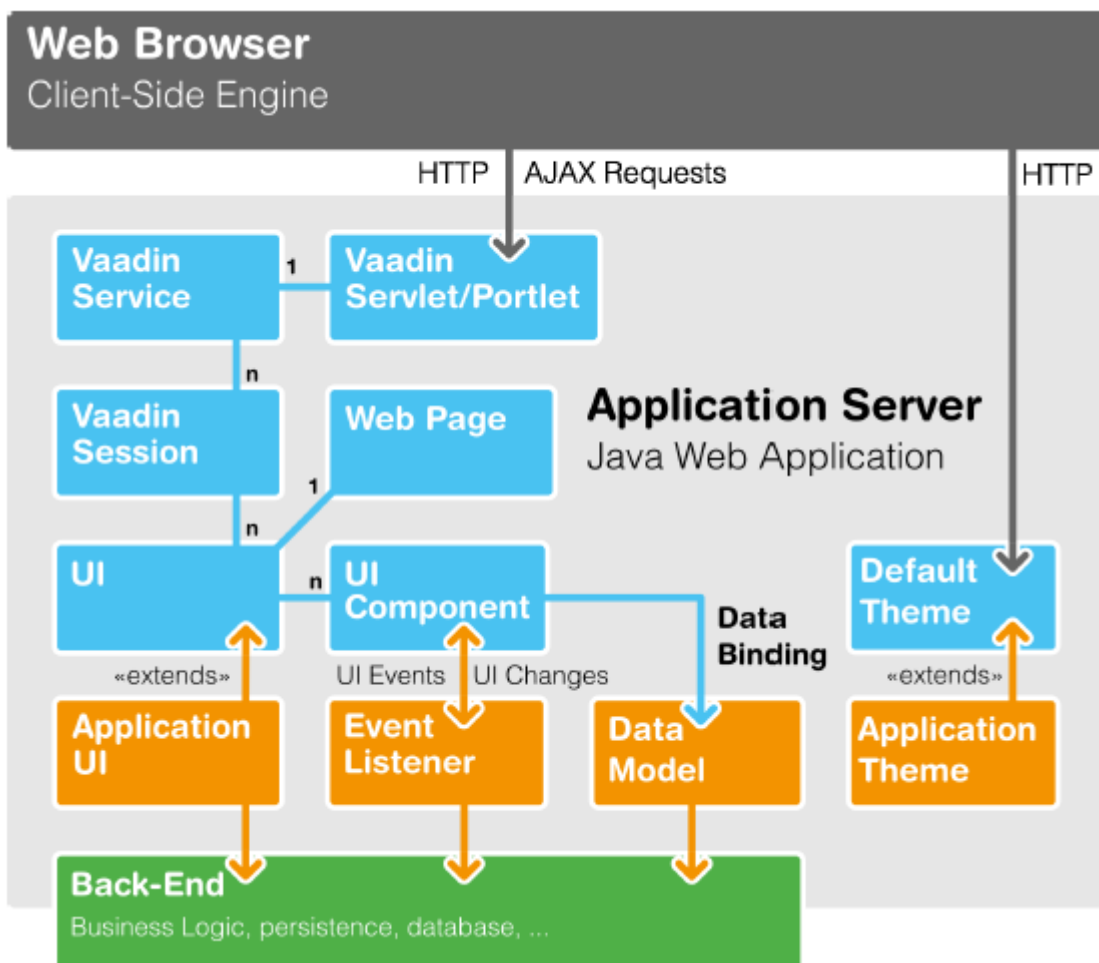 Web Browser
Client-Side Engine
HTTP AJAX Requests
HTTP
Vaadin
Service
1
Vaadin
Servlet/Portlet
n
Vaadin
Session
Web Page
Application Server
Java Web Application
1
n
UI
n
UI
Component
Data
Binding
Default
Theme
«extends»
UI Events
UI Changes
«extends»
Application
UI
Event
Listener
Data
Model
Application
Theme
Back-End
Business Logic, persistence, database, ...